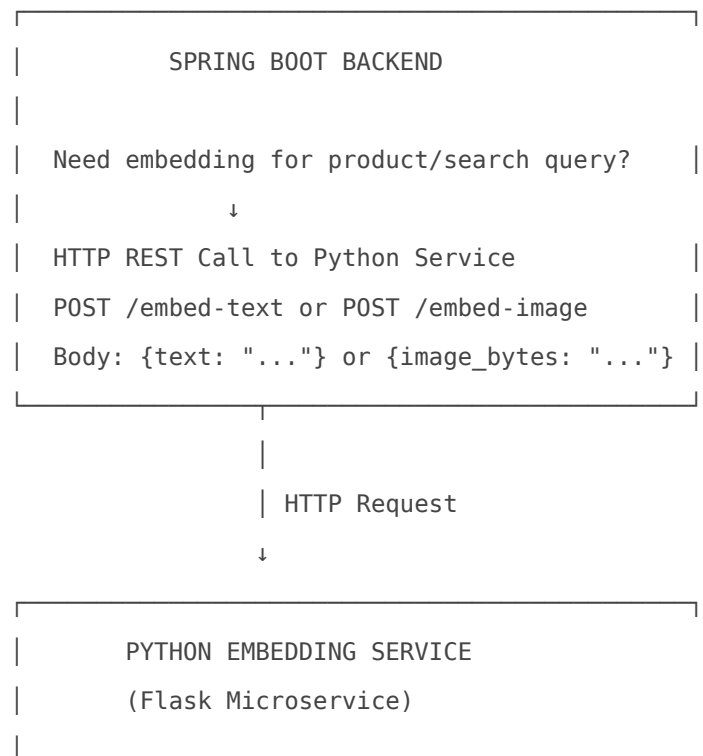 SPRING BOOT BACKEND
Need embedding for product/search query?
↓
HTTP REST Call to Python Service
POST /embed-text or POST /embed-image
Body: {text: "..."} or {image_bytes: "..."}
HTTP Request
↓
PYTHON EMBEDDING SERVICE
(Flask Microservice)